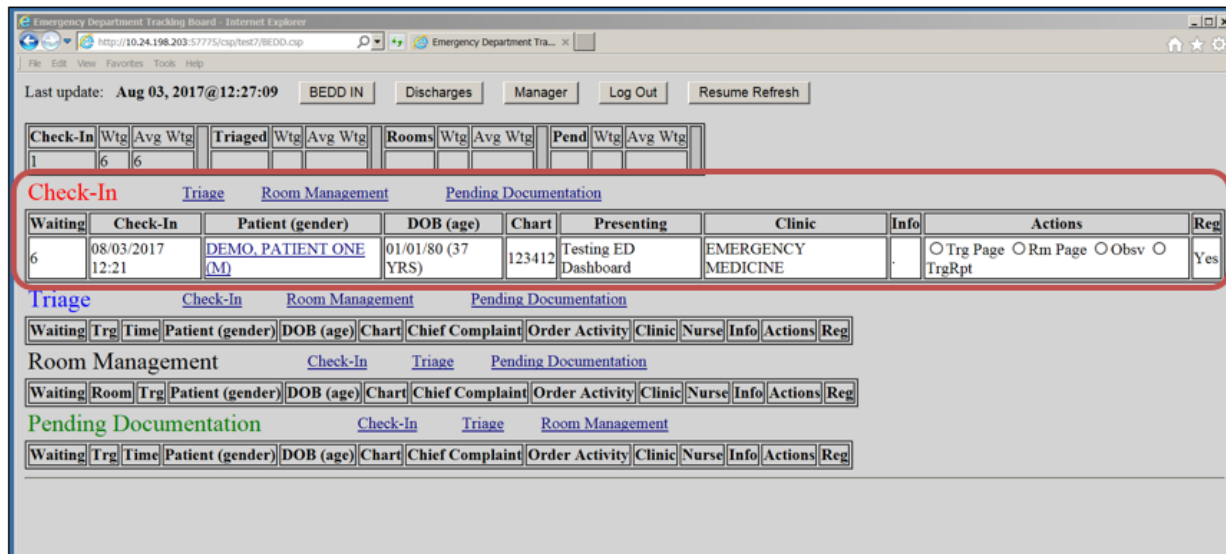 Emergency Department Tracking Board - Internet Explorer
http://10.24.198.203:57775/csp/test7/BEDD.csp Emergency Department Tra...
File Edit View Favorites Tools Help
Last update: Aug 03, 2017@12:27:09 BEDD IN Discharges Manager Log Out Resume Refresh
Check-In Wtg Avg Wtg Triaged Wtg Avg Wtg Rooms Wtg Avg Wtg Pend Wtg Avg Wtg
1 6 6
Check-In Triage Room Management Pending Documentation
Waiting Check-In Patient (gender) DOB (age) Chart Presenting Clinic Info Actions Reg
6 08/03/2017 12:21 DEMO, PATIENT ONE (M) 01/01/80 (37 YRS) 123412 Testing ED Dashboard EMERGENCY MEDICINE . Trg Page Rm Page Obsv TrgRpt Yes
Triage Check-In Room Management Pending Documentation
Waiting Trg Time Patient (gender) DOB (age) Chart Chief Complaint Order Activity Clinic Nurse Info Actions Reg
Room Management Check-In Triage Pending Documentation
Waiting Room Trg Patient (gender) DOB (age) Chart Chief Complaint Order Activity Clinic Nurse Info Actions Reg
Pending Documentation Check-In Triage Room Management
Waiting Trg Time Patient (gender) DOB (age) Chart Chief Complaint Order Activity Clinic Nurse Info Actions Reg